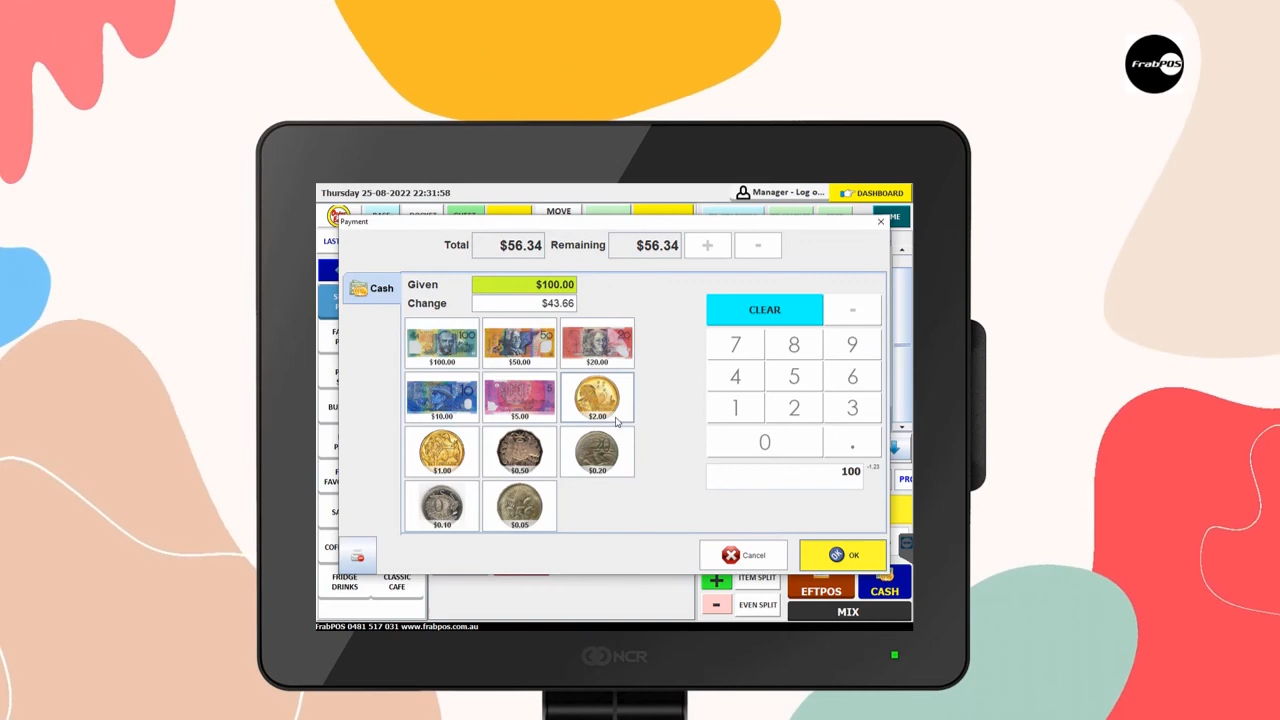 FrabPOS
Thursday 25-08-2022 22:31:58
Manager - Log o...
DASHBOARD
MOVE
Payment
Total $56.34 Remaining $56.34 + -
Cash
Given $100.00
Change $43.66
CLEAR -
$100.00 $50.00 $20.00
7 8 9
$10.00 $5.00 $2.00
4 5 6
1 2 3
$1.00 $0.50 $0.20
0 .
100
-1.23
$0.10 $0.05
Cancel
OK
FRIDGE DRINKS
CLASSIC CAFE
+ ITEM SPLIT
- EVEN SPLIT
EFTPOS
CASH
MIX
FrabPOS 0481 517 031 www.frabpos.com.au
NCR